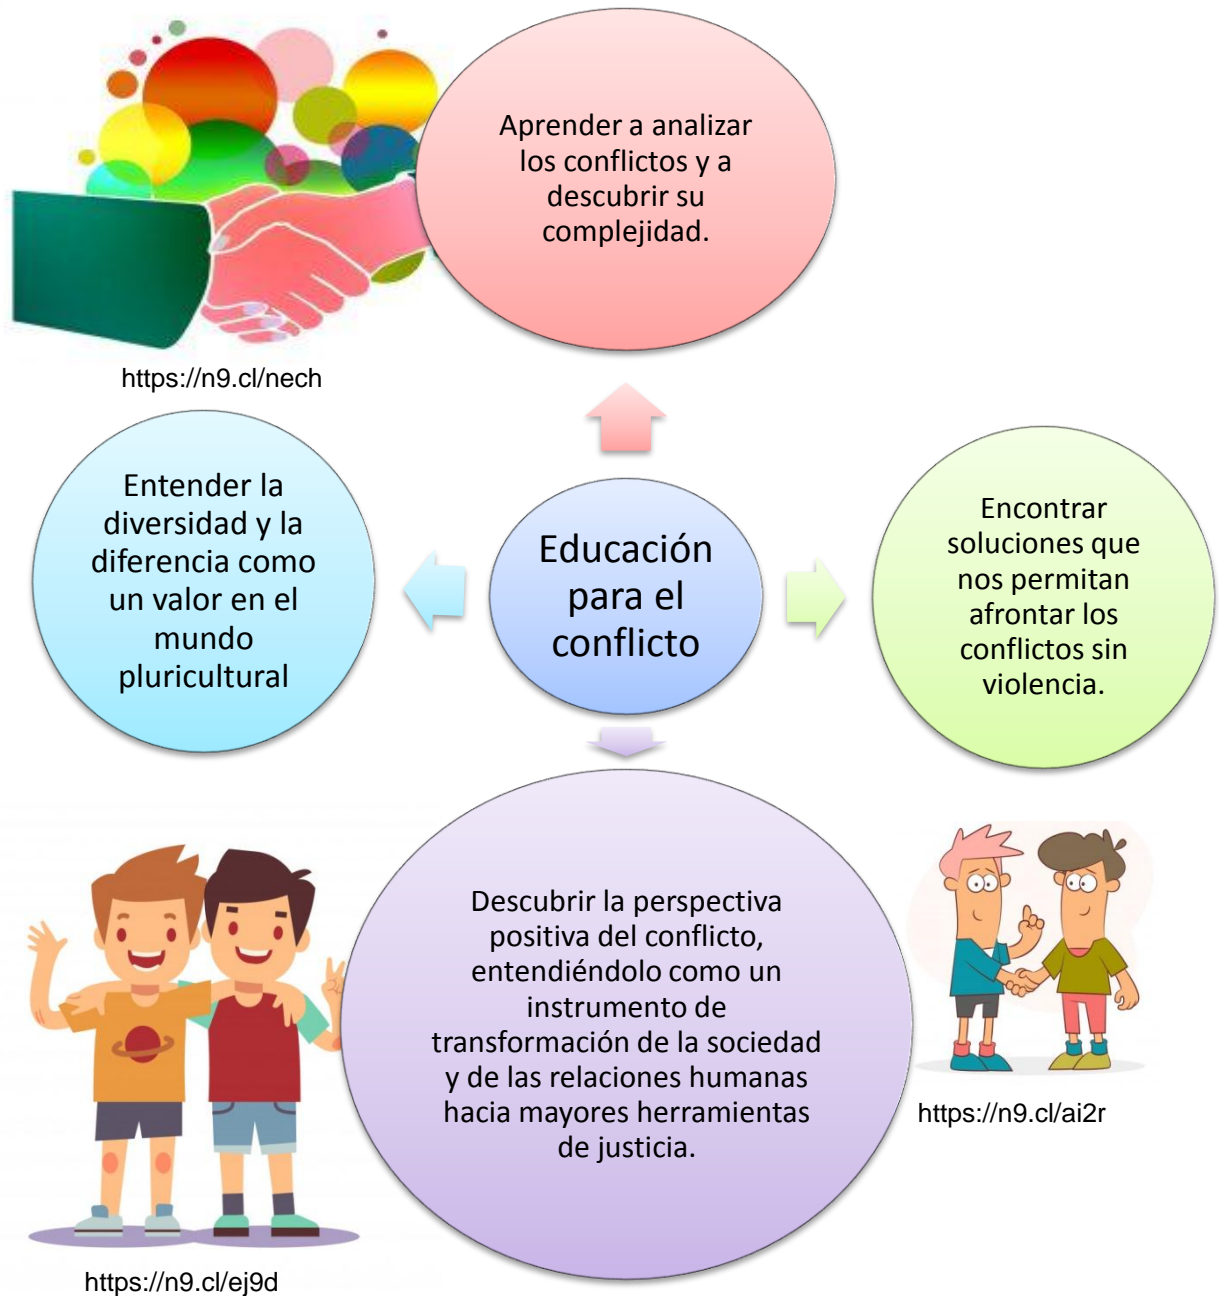 Aprender a analizar
los conflictos y a
descubrir su
complejidad.
https://n9.cl/nech
Entender la
diversidad y la
diferencia como
un valor en el
mundo
pluricultural
Educación
para el
conflicto
Encontrar
soluciones que
nos permitan
afrontar los
conflictos sin
violencia.
Descubrir la perspectiva
positiva del conflicto,
entendiéndolo como un
instrumento de
transformación de la sociedad
y de las relaciones humanas
hacia mayores herramientas
de justicia.
https://n9.cl/ai2r
https://n9.cl/ej9d